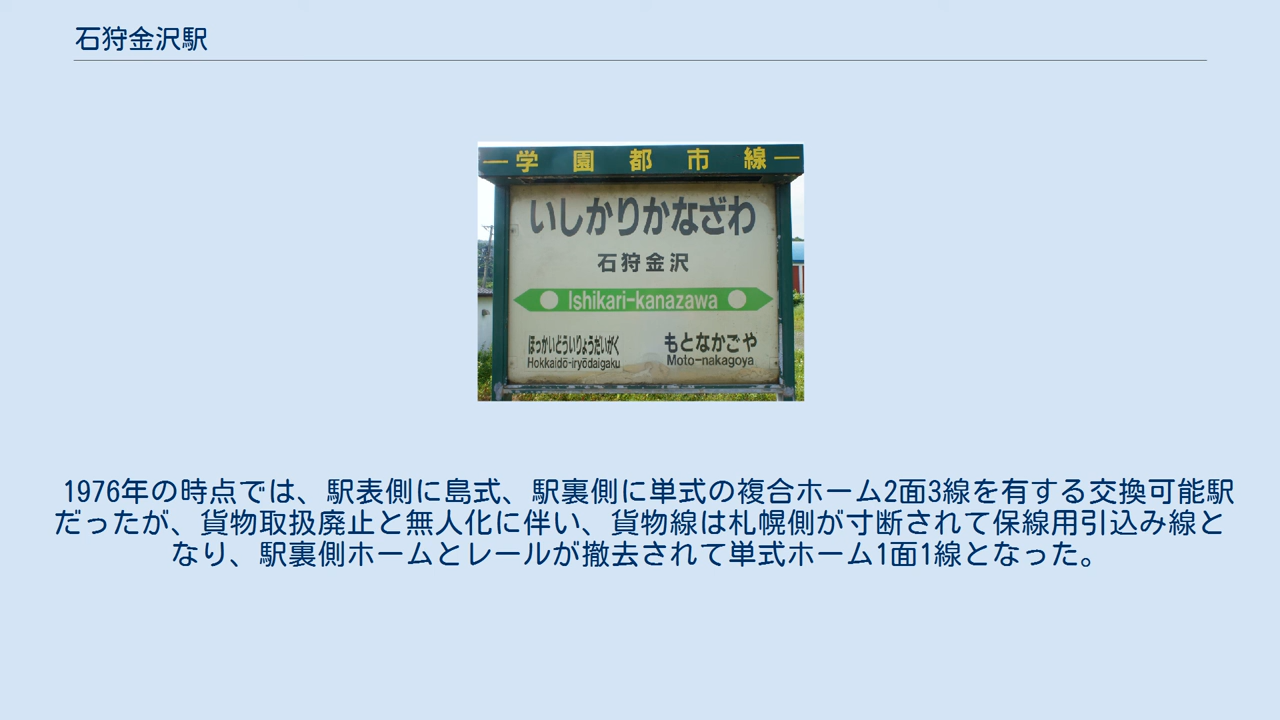 石狩金沢駅
━学園都市線━
いしかりかなざわ
石狩金沢
Ishikari-kanazawa
ほっかいどういりょうだいがく もとなかごや
Hokkaidō-iryōdaigaku Moto-nakagoya
1976年の時点では、駅表側に島式、駅裏側に単式の複合ホーム2面3線を有する交換可能駅
だったが、貨物取扱廃止と無人化に伴い、貨物線は札幌側が寸断されて保線用引込み線と
なり、駅裏側ホームとレールが撤去されて単式ホーム1面1線となった。